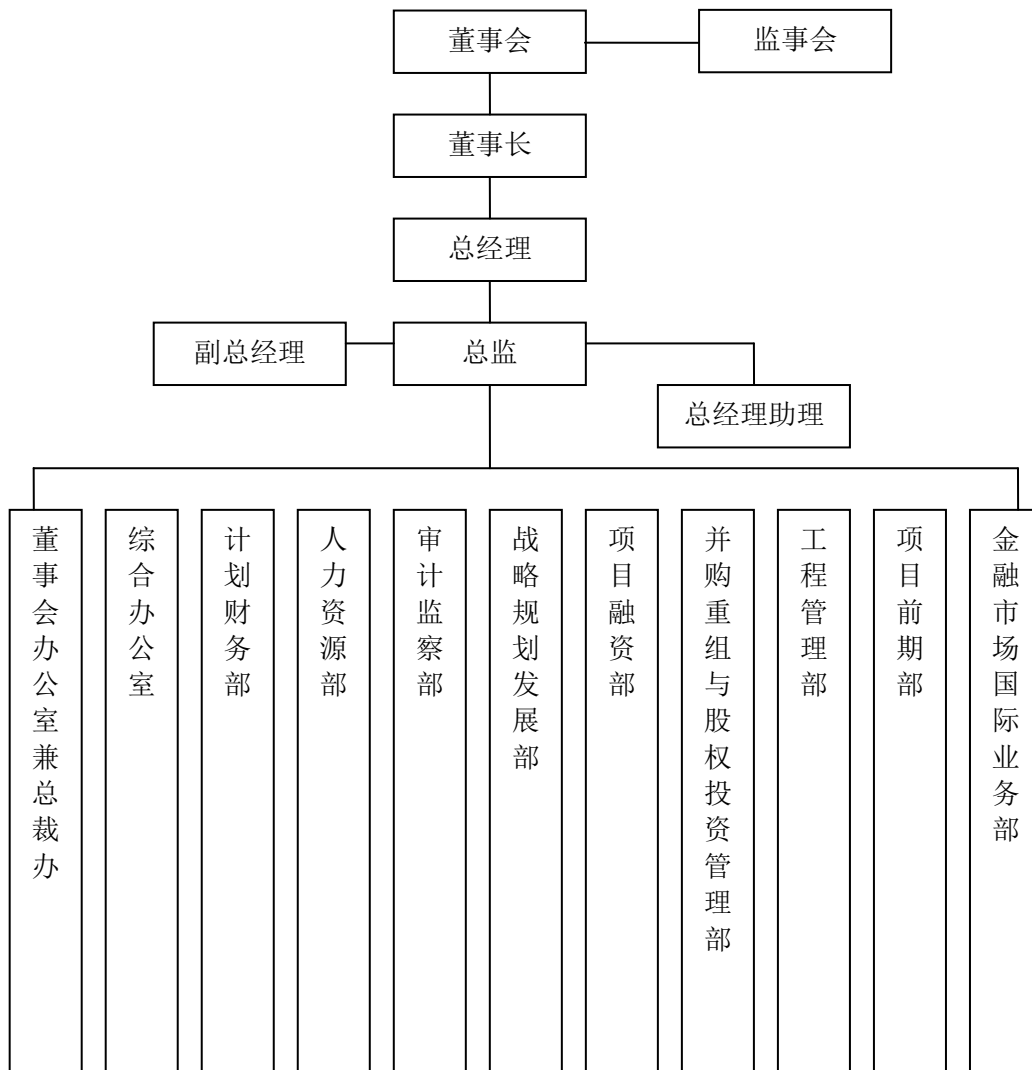 董事会
监事会
董事长
总经理
副总经理
总监
总经理助理
董事会办公室兼总裁办
综合办公室
计划财务部
人力资源部
审计监察部
战略规划发展部
项目融资部
并购重组与股权投资管理部
工程管理部
项目前期部
金融市场国际业务部